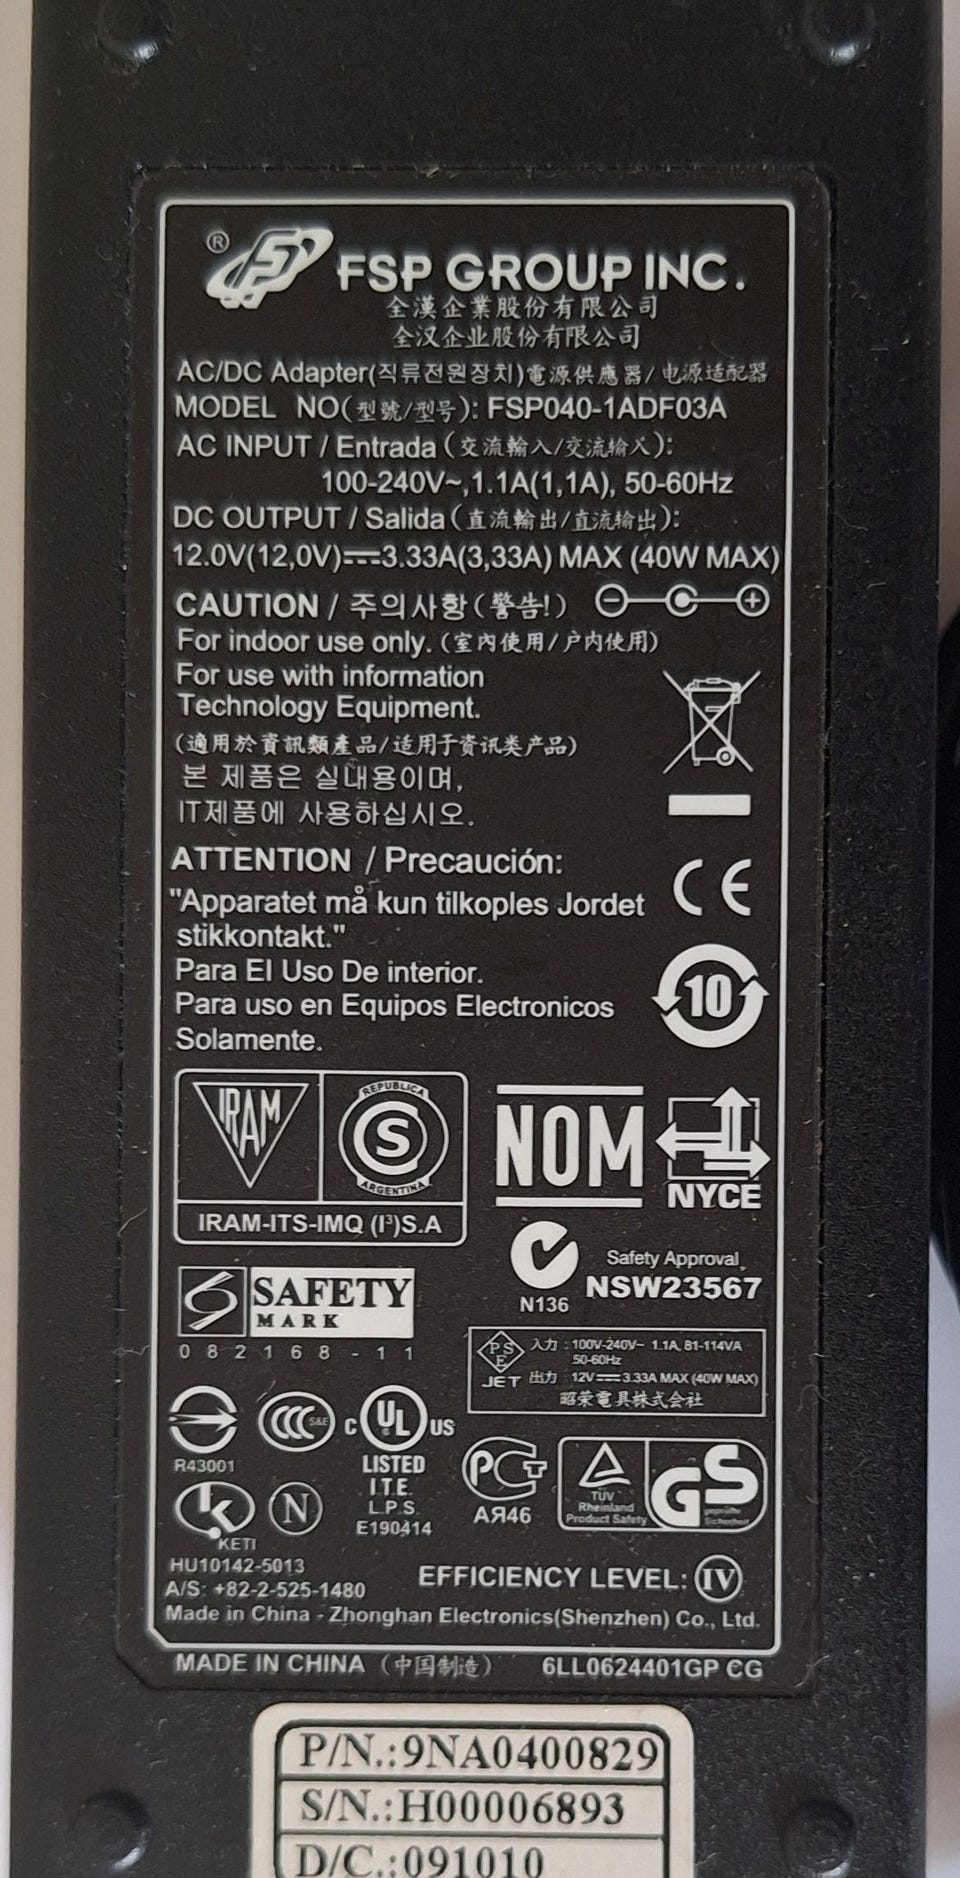 ® FSP GROUP INC.
全漢企業股份有限公司
全汉企业股份有限公司
AC/DC Adapter(직류전원장치)電源供應器/电源适配器
MODEL NO(型號/型号): FSP040-1ADF03A
AC INPUT / Entrada (交流輸入/交流输入):
100-240V~,1.1A(1,1A), 50-60Hz
DC OUTPUT / Salida (直流輸出/直流输出):
12.0V(12,0V)⎓3.33A(3,33A) MAX (40W MAX)
CAUTION / 주의사항(警告!)
For indoor use only. (室內使用/户内使用)
For use with information
Technology Equipment.
(適用於資訊類產品/适用于资讯类产品)
본 제품은 실내용이며,
IT제품에 사용하십시오.
ATTENTION / Precaución:
"Apparatet må kun tilkoples Jordet
stikkontakt."
Para El Uso De interior.
Para uso en Equipos Electronicos
Solamente.
CE
10
IRAM
REPUBLICA
S
ARGENTINA
IRAM-ITS-IMQ (I³)S.A
NOM
NYCE
N136
Safety Approval
NSW23567
SAFETY
MARK
082168-11
PS
E
JET
入力 : 100V-240V~ 1.1A, 81-114VA
50-60Hz
出力 12V⎓3.33A MAX (40W MAX)
昭榮電具株式会社
R43001
CCC S&E
C UL US
LISTED
I.T.E.
L.P.S.
E190414
PCT
АЯ46
TÜV
Rheinland
Product Safety
GS
geprüfte
Sicherheit
K
KETI
N
HU10142-5013
A/S: +82-2-525-1480
EFFICIENCY LEVEL: IV
Made in China - Zhonghan Electronics(Shenzhen) Co., Ltd.
MADE IN CHINA (中国制造) 6LL0624401GP CG
P/N.:9NA0400829
S/N.:H00006893
D/C.:091010